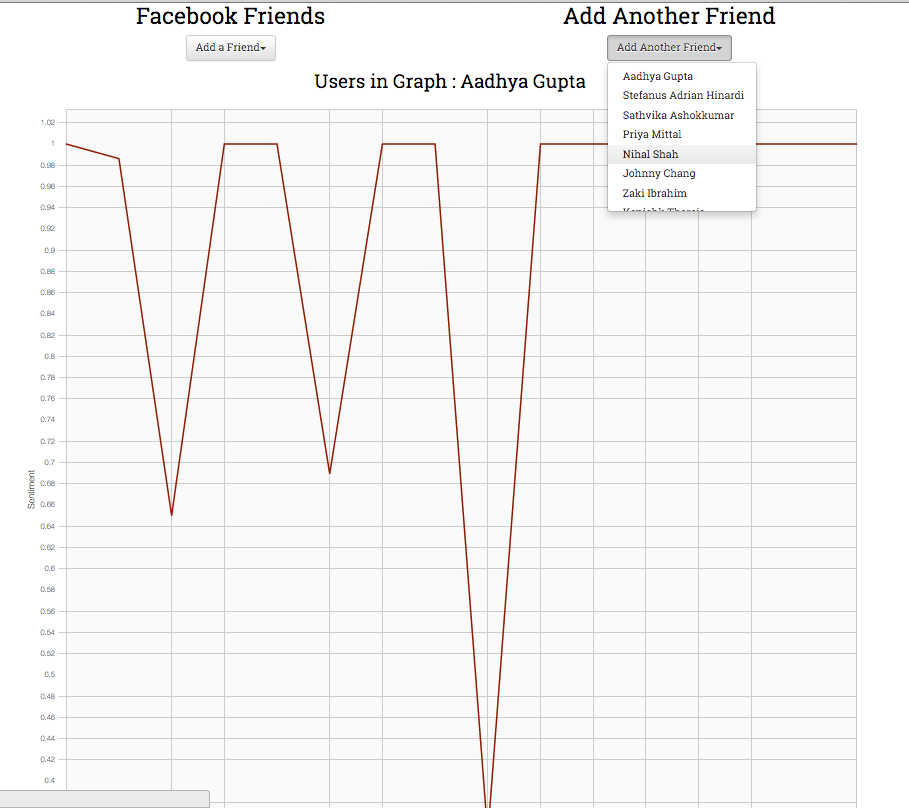 Facebook Friends
Add Another Friend
Add a Friend
Add Another Friend
Users in Graph : Aadhya Gupta
Aadhya Gupta
Stefanus Adrian Hinardi
Sathvika Ashokkumar
Priya Mittal
Nihal Shah
Johnny Chang
Zaki Ibrahim
1.02
1
0.98
0.96
0.94
0.92
0.9
0.88
0.86
0.84
0.82
0.8
0.78
0.76
0.74
0.72
0.7
0.68
0.66
0.64
0.62
0.6
0.58
0.56
0.54
0.52
0.5
0.48
0.46
0.44
0.42
0.4
Sentiment